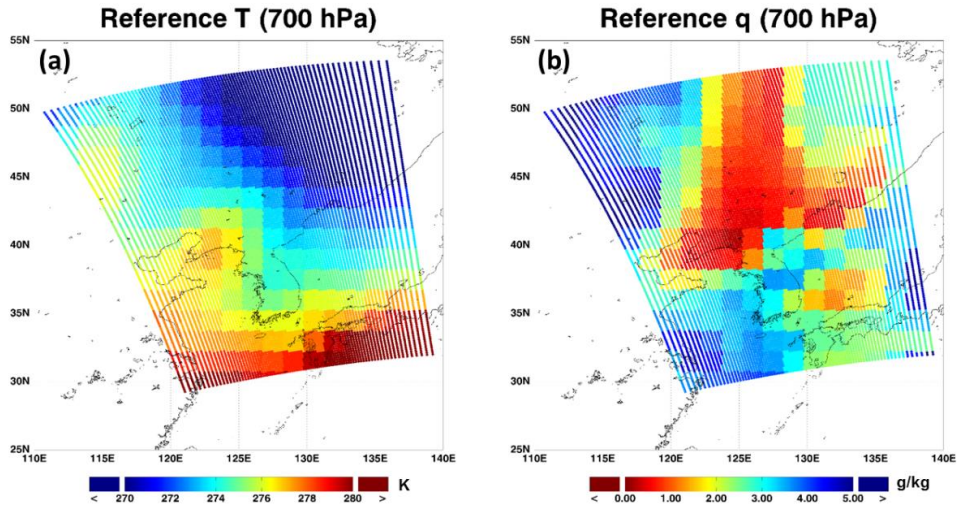 Reference T (700 hPa)
(a)
55N
50N
45N
40N
35N
30N
25N
110E 120E 125E 130E 135E 140E
< 270 272 274 276 278 280 > K
Reference q (700 hPa)
(b)
55N
50N
45N
40N
35N
30N
25N
110E 120E 125E 130E 135E 140E
< 0.00 1.00 2.00 3.00 4.00 5.00 > g/kg